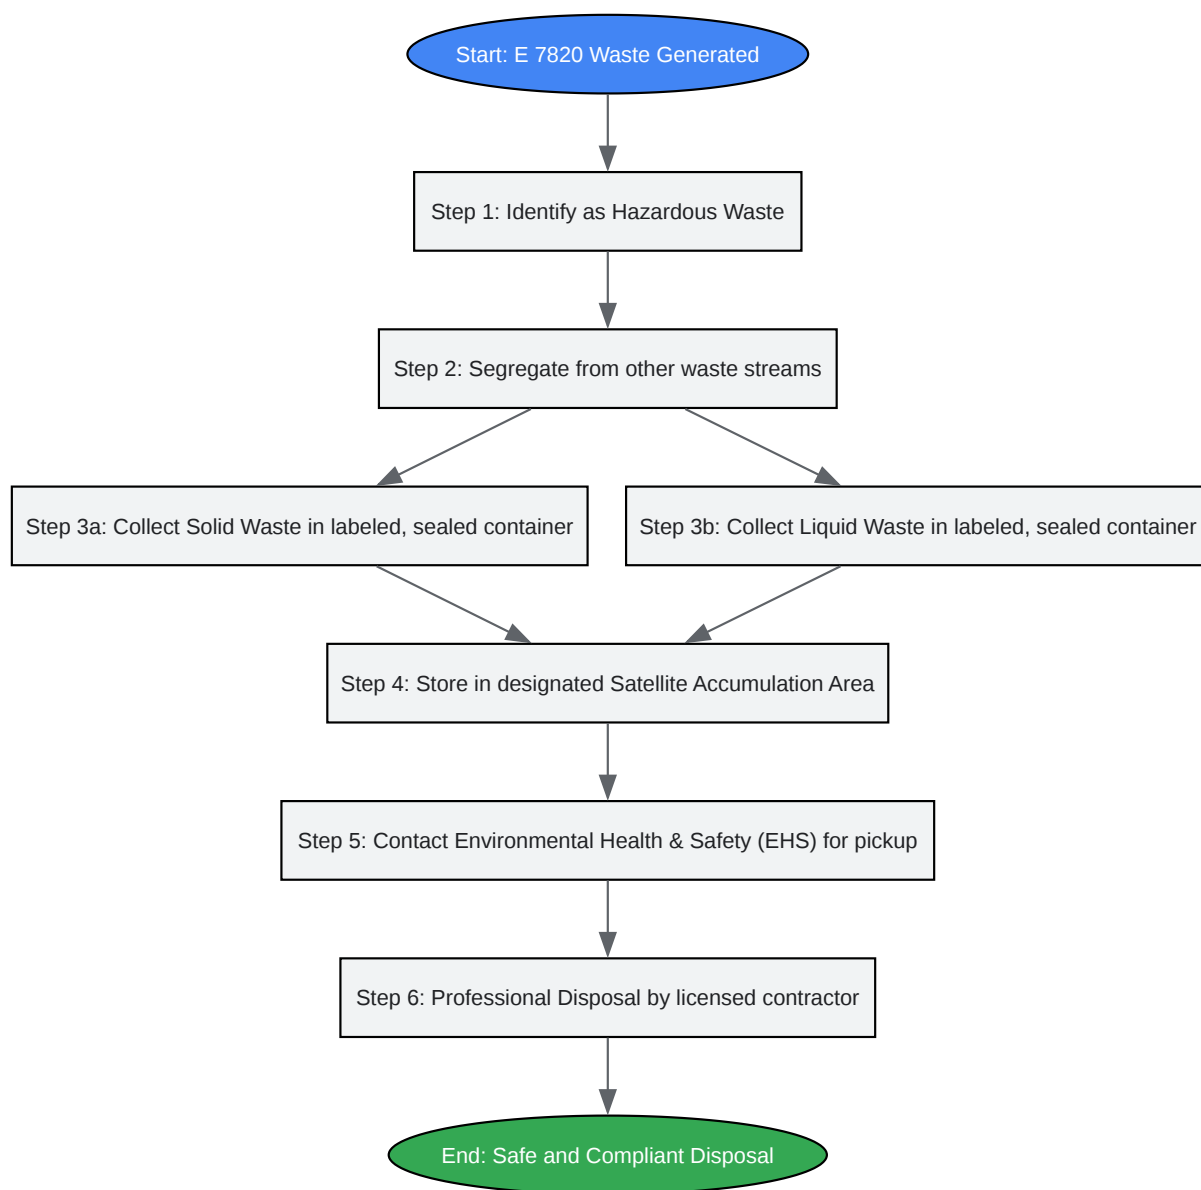 Start: E 7820 Waste Generated
Step 1: Identify as Hazardous Waste
Step 2: Segregate from other waste streams
Step 3a: Collect Solid Waste in labeled, sealed container
Step 3b: Collect Liquid Waste in labeled, sealed container
Step 4: Store in designated Satellite Accumulation Area
Step 5: Contact Environmental Health & Safety (EHS) for pickup
Step 6: Professional Disposal by licensed contractor
End: Safe and Compliant Disposal